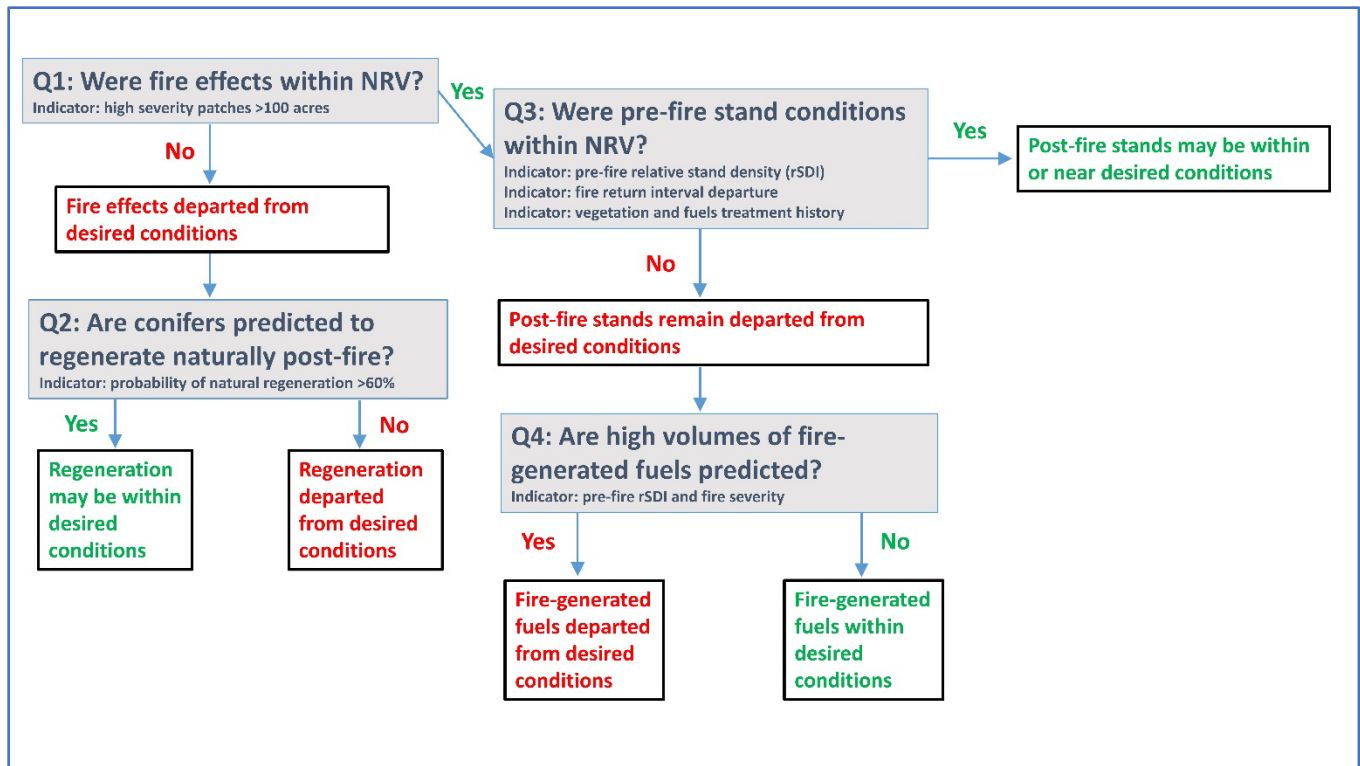 Q1: Were fire effects within NRV?
Indicator: high severity patches >100 acres
Yes
No
Fire effects departed from
desired conditions
Q2: Are conifers predicted to
regenerate naturally post-fire?
Indicator: probability of natural regeneration >60%
Yes
No
Regeneration
may be within
desired
conditions
Regeneration
departed
from desired
conditions
Q3: Were pre-fire stand conditions
within NRV?
Indicator: pre-fire relative stand density (rSDI)
Indicator: fire return interval departure
Indicator: vegetation and fuels treatment history
Yes
Post-fire stands may be within
or near desired conditions
No
Post-fire stands remain departed from
desired conditions
Q4: Are high volumes of fire-
generated fuels predicted?
Indicator: pre-fire rSDI and fire severity
Yes
No
Fire-generated
fuels departed
from desired
conditions
Fire-generated
fuels within
desired
conditions